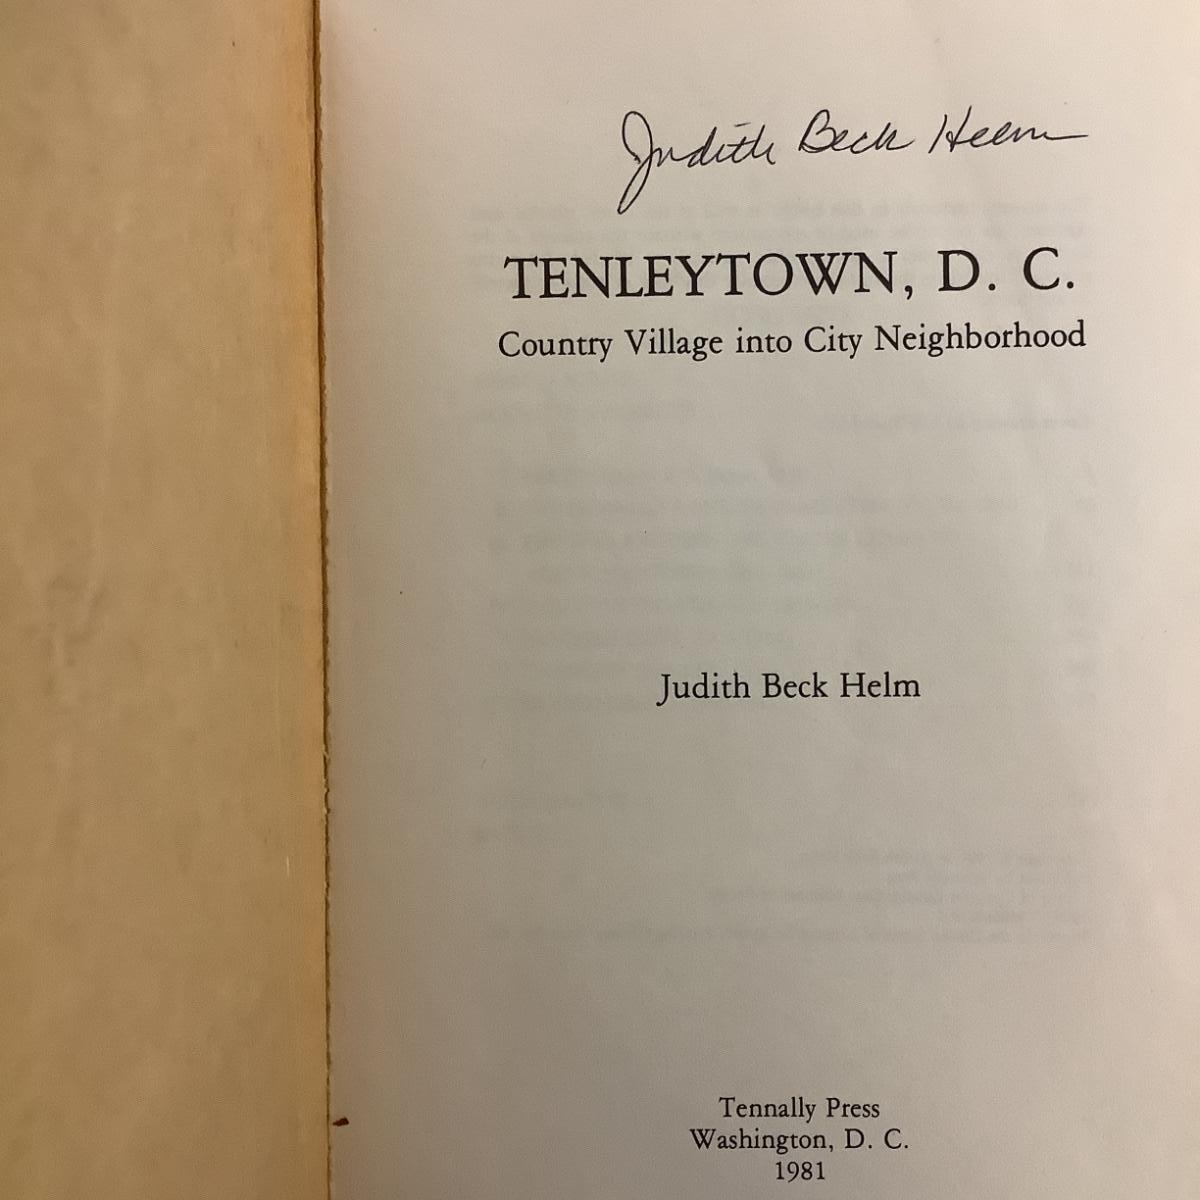 Judith Beck Helm
TENLEYTOWN, D. C.
Country Village into City Neighborhood
Judith Beck Helm
Tennally Press
Washington, D. C.
1981